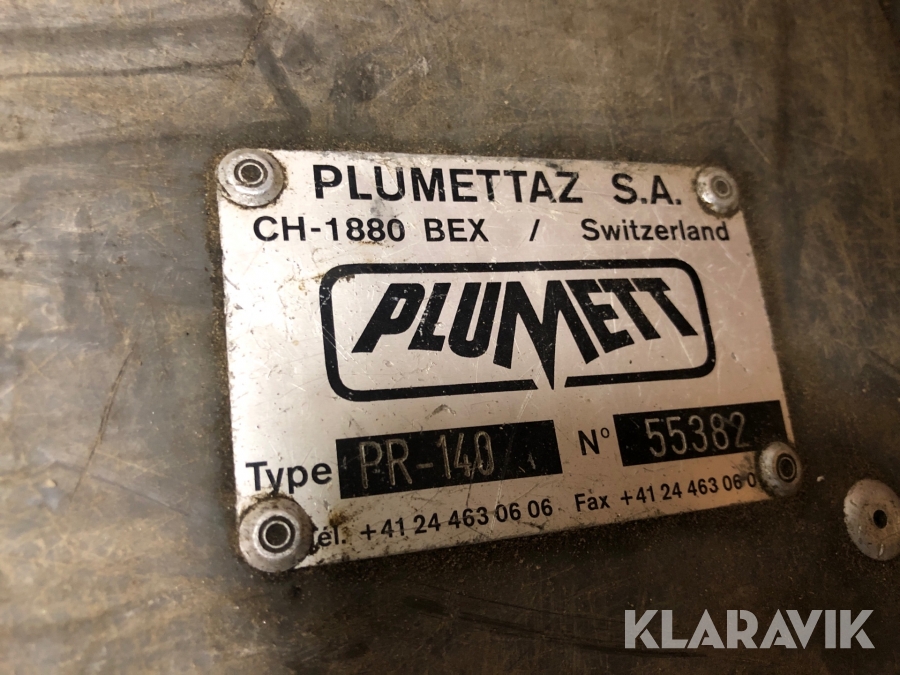 PLUMETTAZ S.A.
CH-1880 BEX / Switzerland
PLUMETT
Type PR-140 N° 55382
+41 24 463 06 06 Fax +41 24 463 06 0
KLARAVIK